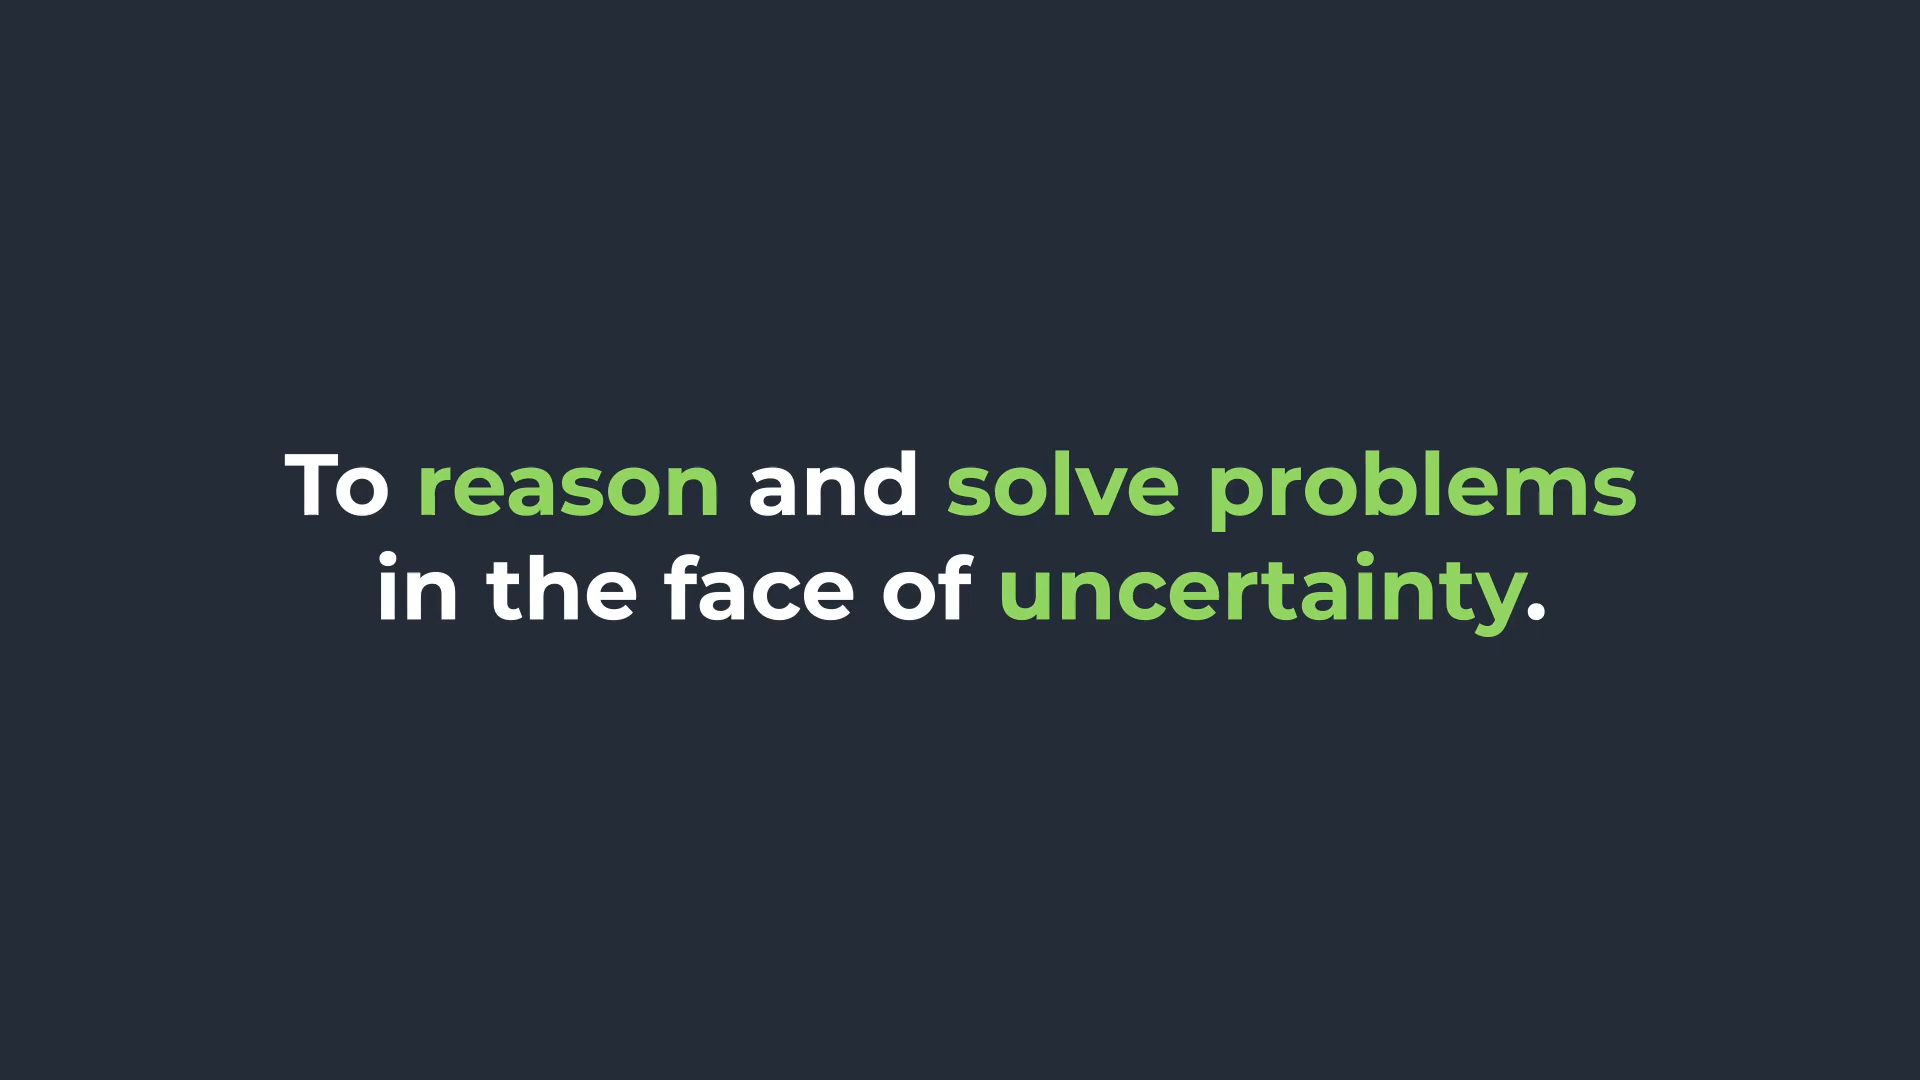 To reason and solve problems
in the face of uncertainty.